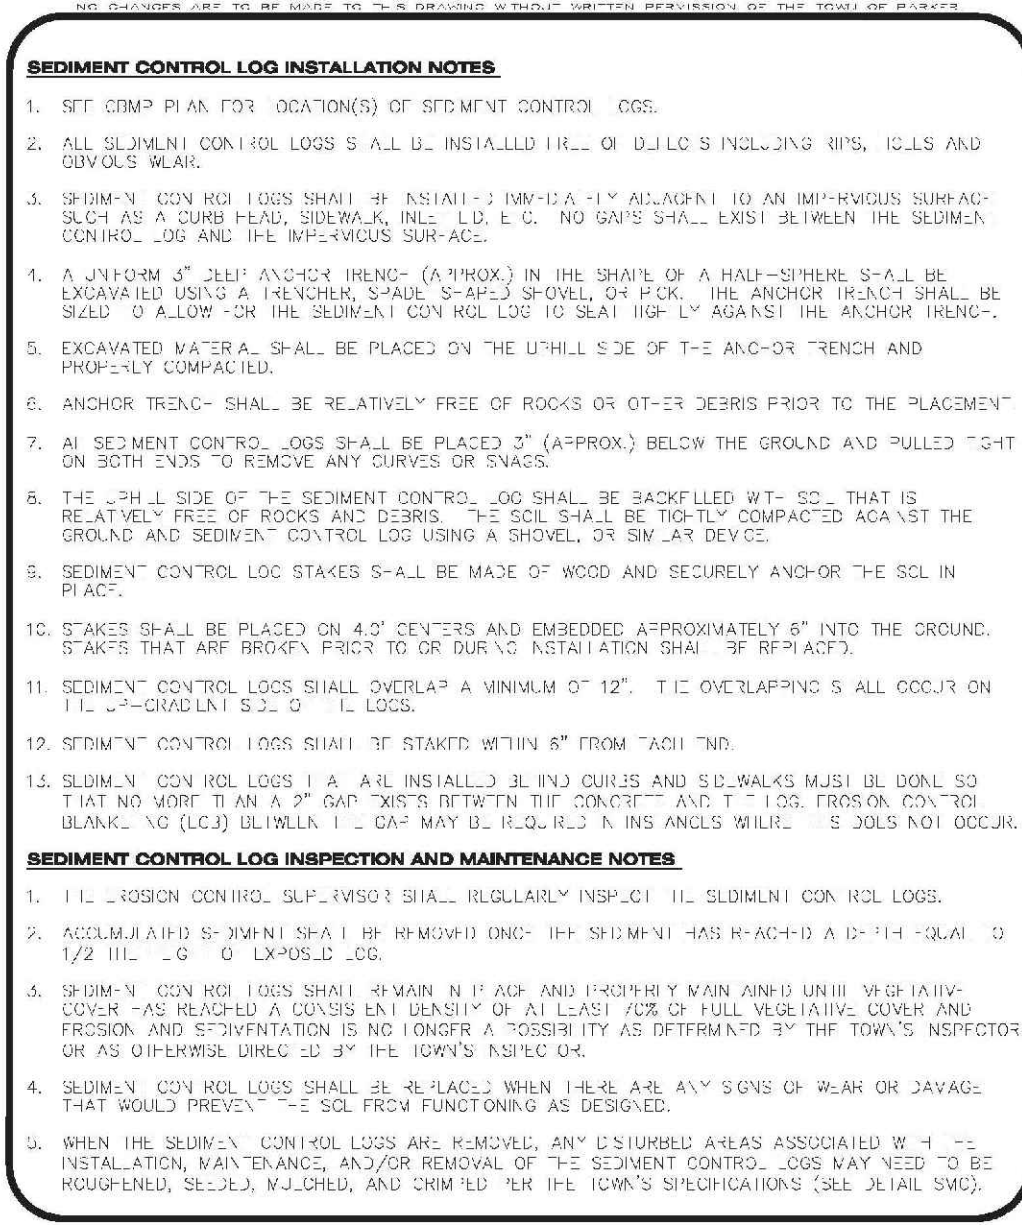 NO CHANGES ARE TO BE MADE TO THIS DRAWING WITHOUT WRITTEN PERMISSION OF THE TOWN OF PARKER
SEDIMENT CONTROL LOG INSTALLATION NOTES
1. SEE CBMP PLAN FOR LOCATION(S) OF SEDIMENT CONTROL LOGS.
2. ALL SEDIMENT CONTROL LOGS SHALL BE INSTALLED FREE OF DEFECTS INCLUDING RIPS, HOLES AND
OBVIOUS WEAR.
3. SEDIMENT CONTROL LOGS SHALL BE INSTALLED IMMEDIATELY ADJACENT TO AN IMPERVIOUS SURFACE
SUCH AS A CURB HEAD, SIDEWALK, INLET LID, ETC. NO GAPS SHALL EXIST BETWEEN THE SEDIMENT
CONTROL LOG AND THE IMPERVIOUS SURFACE.
4. A UNIFORM 3" DEEP ANCHOR TRENCH (APPROX.) IN THE SHAPE OF A HALF-SPHERE SHALL BE
EXCAVATED USING A TRENCHER, SPADE SHAPED SHOVEL, OR PICK. THE ANCHOR TRENCH SHALL BE
SIZED TO ALLOW FOR THE SEDIMENT CONTROL LOG TO SEAT TIGHTLY AGAINST THE ANCHOR TRENCH.
5. EXCAVATED MATERIAL SHALL BE PLACED ON THE UPHILL SIDE OF THE ANCHOR TRENCH AND
PROPERLY COMPACTED.
6. ANCHOR TRENCH SHALL BE RELATIVELY FREE OF ROCKS OR OTHER DEBRIS PRIOR TO THE PLACEMENT
7. ALL SEDIMENT CONTROL LOGS SHALL BE PLACED 3" (APPROX.) BELOW THE GROUND AND PULLED TIGHT
ON BOTH ENDS TO REMOVE ANY CURVES OR SNAGS.
8. THE UPHILL SIDE OF THE SEDIMENT CONTROL LOG SHALL BE BACKFILLED WITH SOIL THAT IS
RELATIVELY FREE OF ROCKS AND DEBRIS. THE SOIL SHALL BE TIGHTLY COMPACTED AGAINST THE
GROUND AND SEDIMENT CONTROL LOG USING A SHOVEL, OR SIMILAR DEVICE.
9. SEDIMENT CONTROL LOG STAKES SHALL BE MADE OF WOOD AND SECURELY ANCHOR THE SCL IN
PLACE.
10. STAKES SHALL BE PLACED ON 4.0' CENTERS AND EMBEDDED APPROXIMATELY 6" INTO THE GROUND.
STAKES THAT ARE BROKEN PRIOR TO OR DURING INSTALLATION SHALL BE REPLACED.
11. SEDIMENT CONTROL LOGS SHALL OVERLAP A MINIMUM OF 12". THE OVERLAPPING SHALL OCCUR ON
THE UP-GRADIENT SIDE OF THE LOGS.
12. SEDIMENT CONTROL LOGS SHALL BE STAKED WITHIN 6" FROM EACH END.
13. SEDIMENT CONTROL LOGS THAT ARE INSTALLED BEHIND CURBS AND SIDEWALKS MUST BE DONE SO
THAT NO MORE THAN A 2" GAP EXISTS BETWEEN THE CONCRETE AND THE LOG. EROSION CONTROL
BLANKETING (ECB) BETWEEN THE GAP MAY BE REQUIRED IN INSTANCES WHERE THIS DOES NOT OCCUR.
SEDIMENT CONTROL LOG INSPECTION AND MAINTENANCE NOTES
1. THE EROSION CONTROL SUPERVISOR SHALL REGULARLY INSPECT THE SEDIMENT CONTROL LOGS.
2. ACCUMULATED SEDIMENT SHALL BE REMOVED ONCE THE SEDIMENT HAS REACHED A DEPTH EQUAL TO
1/2 THE HEIGHT OF EXPOSED LOG.
3. SEDIMENT CONTROL LOGS SHALL REMAIN IN PLACE AND PROPERLY MAINTAINED UNTIL VEGETATIVE
COVER HAS REACHED A CONSISTENT DENSITY OF AT LEAST 70% OF FULL VEGETATIVE COVER AND
EROSION AND SEDIMENTATION IS NO LONGER A POSSIBILITY AS DETERMINED BY THE TOWN'S INSPECTOR
OR AS OTHERWISE DIRECTED BY THE TOWN'S INSPECTOR.
4. SEDIMENT CONTROL LOGS SHALL BE REPLACED WHEN THERE ARE ANY SIGNS OF WEAR OR DAMAGE
THAT WOULD PREVENT THE SCL FROM FUNCTIONING AS DESIGNED.
5. WHEN THE SEDIMENT CONTROL LOGS ARE REMOVED, ANY DISTURBED AREAS ASSOCIATED WITH THE
INSTALLATION, MAINTENANCE, AND/OR REMOVAL OF THE SEDIMENT CONTROL LOGS MAY NEED TO BE
ROUGHENED, SEEDED, MULCHED, AND CRIMPED PER THE TOWN'S SPECIFICATIONS (SEE DETAIL SMC).